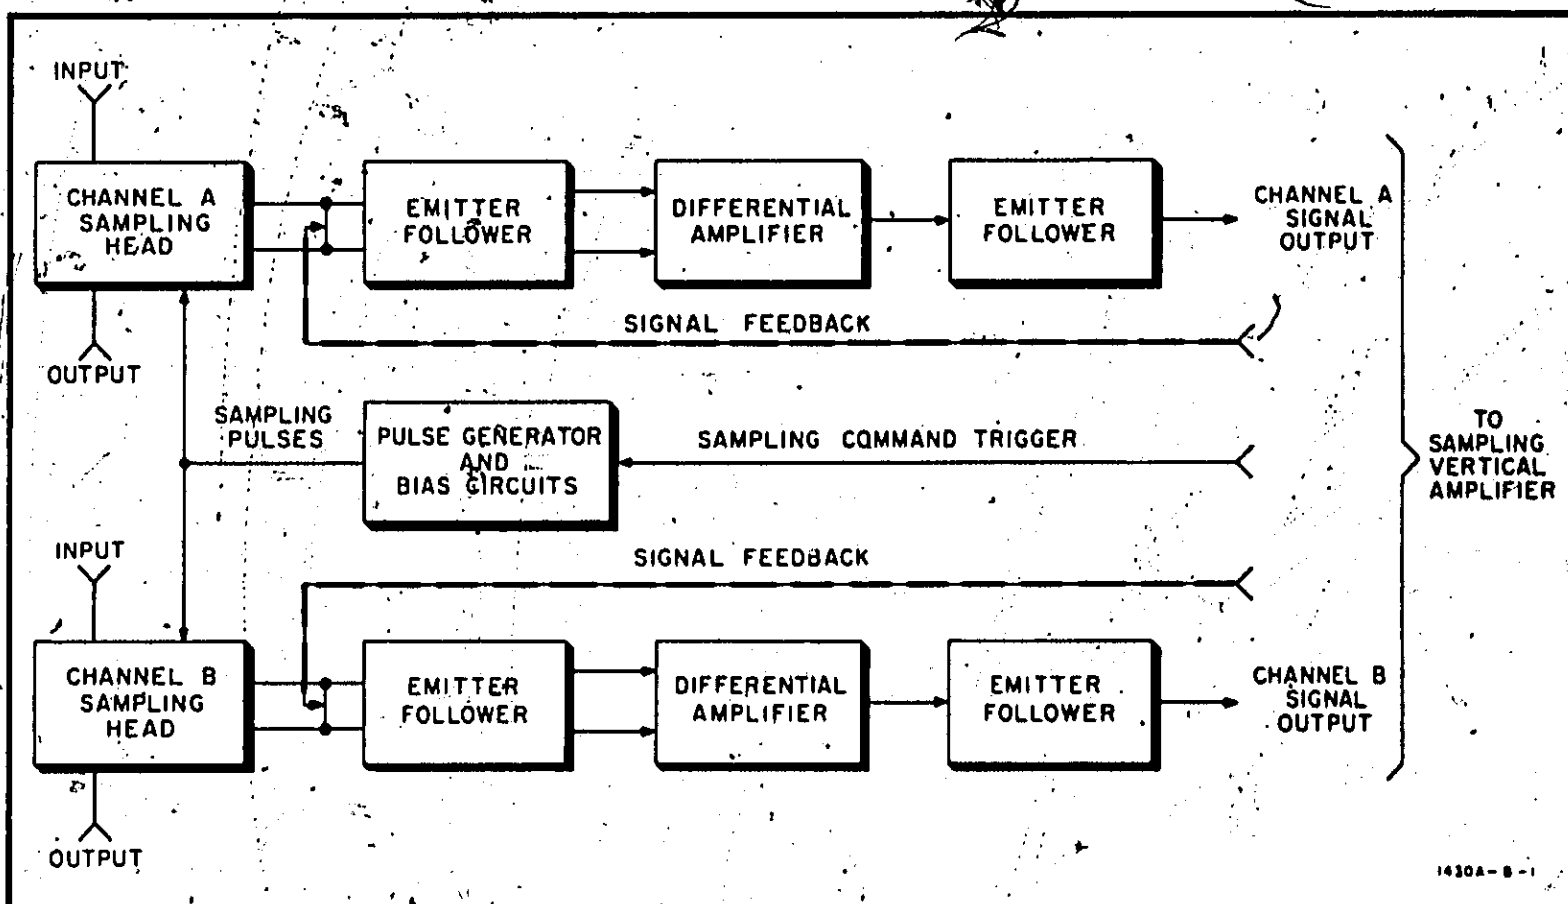 INPUT
CHANNEL A
SAMPLING
HEAD
OUTPUT
EMITTER
FOLLOWER
DIFFERENTIAL
AMPLIFIER
EMITTER
FOLLOWER
CHANNEL A
SIGNAL
OUTPUT
SIGNAL FEEDBACK
SAMPLING
PULSES
PULSE GENERATOR
AND
BIAS CIRCUITS
SAMPLING COMMAND TRIGGER
TO
SAMPLING
VERTICAL
AMPLIFIER
SIGNAL FEEDBACK
INPUT
CHANNEL B
SAMPLING
HEAD
OUTPUT
EMITTER
FOLLOWER
DIFFERENTIAL
AMPLIFIER
EMITTER
FOLLOWER
CHANNEL B
SIGNAL
OUTPUT
1430A-B-1